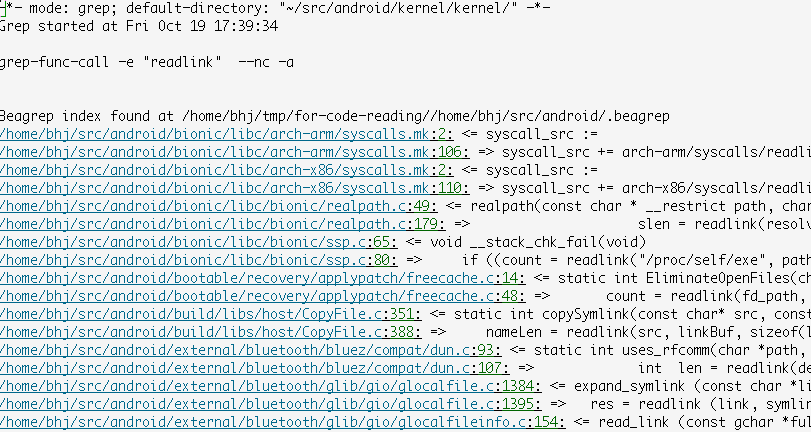 -*- mode: grep; default-directory: "~/src/android/kernel/kernel/" -*-
Grep started at Fri Oct 19 17:39:34
grep-func-call -e "readlink"  --nc -a
Beagrep index found at /home/bhj/tmp/for-code-reading//home/bhj/src/android/.beagrep
/home/bhj/src/android/bionic/libc/arch-arm/syscalls.mk:2: <= syscall_src :=
/home/bhj/src/android/bionic/libc/arch-arm/syscalls.mk:106: => syscall_src += arch-arm/syscalls/readli
/home/bhj/src/android/bionic/libc/arch-x86/syscalls.mk:2: <= syscall_src :=
/home/bhj/src/android/bionic/libc/arch-x86/syscalls.mk:110: => syscall_src += arch-x86/syscalls/readli
/home/bhj/src/android/bionic/libc/bionic/realpath.c:49: <= realpath(const char * __restrict path, char
/home/bhj/src/android/bionic/libc/bionic/realpath.c:179: => slen = readlink(resolv
/home/bhj/src/android/bionic/libc/bionic/ssp.c:65: <= void __stack_chk_fail(void)
/home/bhj/src/android/bionic/libc/bionic/ssp.c:80: => if ((count = readlink("/proc/self/exe", path
/home/bhj/src/android/bootable/recovery/applypatch/freecache.c:14: <= static int EliminateOpenFiles(ch
/home/bhj/src/android/bootable/recovery/applypatch/freecache.c:48: => count = readlink(fd_path,
/home/bhj/src/android/build/libs/host/CopyFile.c:351: <= static int copySymlink(const char* src, const
/home/bhj/src/android/build/libs/host/CopyFile.c:388: => nameLen = readlink(src, linkBuf, sizeof(l
/home/bhj/src/android/external/bluetooth/bluez/compat/dun.c:93: <= static int uses_rfcomm(char *path,
/home/bhj/src/android/external/bluetooth/bluez/compat/dun.c:107: => int  len = readlink(de
/home/bhj/src/android/external/bluetooth/glib/gio/glocalfile.c:1384: <= expand_symlink (const char *li
/home/bhj/src/android/external/bluetooth/glib/gio/glocalfile.c:1395: => res = readlink (link, symlin
/home/bhj/src/android/external/bluetooth/glib/gio/glocalfileinfo.c:154: <= read_link (const gchar *ful